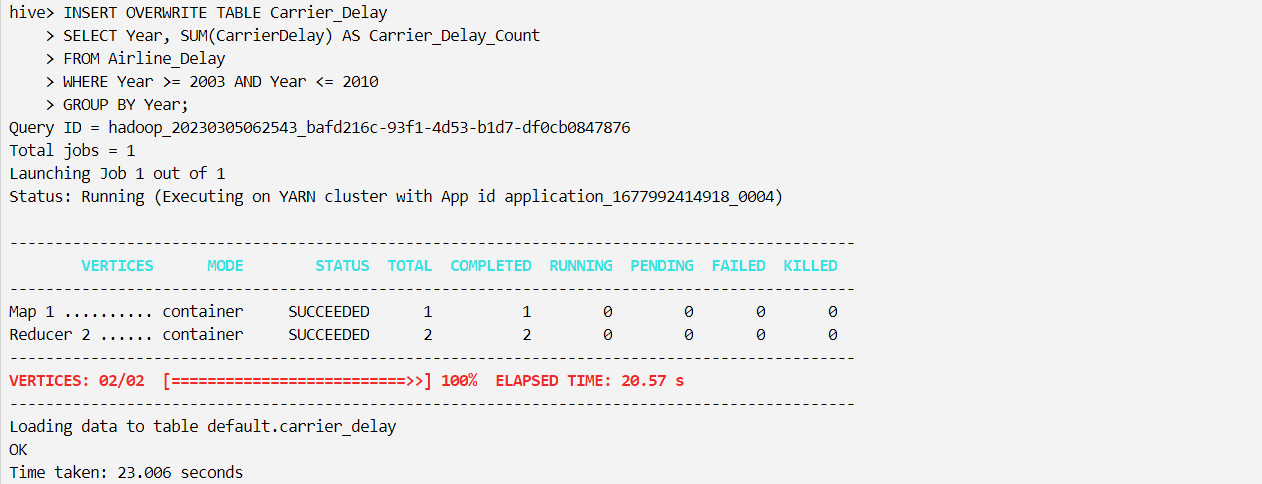 hive> INSERT OVERWRITE TABLE Carrier_Delay
    > SELECT Year, SUM(CarrierDelay) AS Carrier_Delay_Count
    > FROM Airline_Delay
    > WHERE Year >= 2003 AND Year <= 2010
    > GROUP BY Year;
Query ID = hadoop_20230305062543_bafd216c-93f1-4d53-b1d7-df0cb0847876
Total jobs = 1
Launching Job 1 out of 1
Status: Running (Executing on YARN cluster with App id application_1677992414918_0004)

----------------------------------------------------------------------------------------------
        VERTICES      MODE        STATUS  TOTAL  COMPLETED  RUNNING  PENDING  FAILED  KILLED
----------------------------------------------------------------------------------------------
Map 1 .......... container     SUCCEEDED      1          1        0        0       0       0
Reducer 2 ...... container     SUCCEEDED      2          2        0        0       0       0
----------------------------------------------------------------------------------------------
VERTICES: 02/02  [==========================>>] 100%  ELAPSED TIME: 20.57 s
----------------------------------------------------------------------------------------------
Loading data to table default.carrier_delay
OK
Time taken: 23.006 seconds